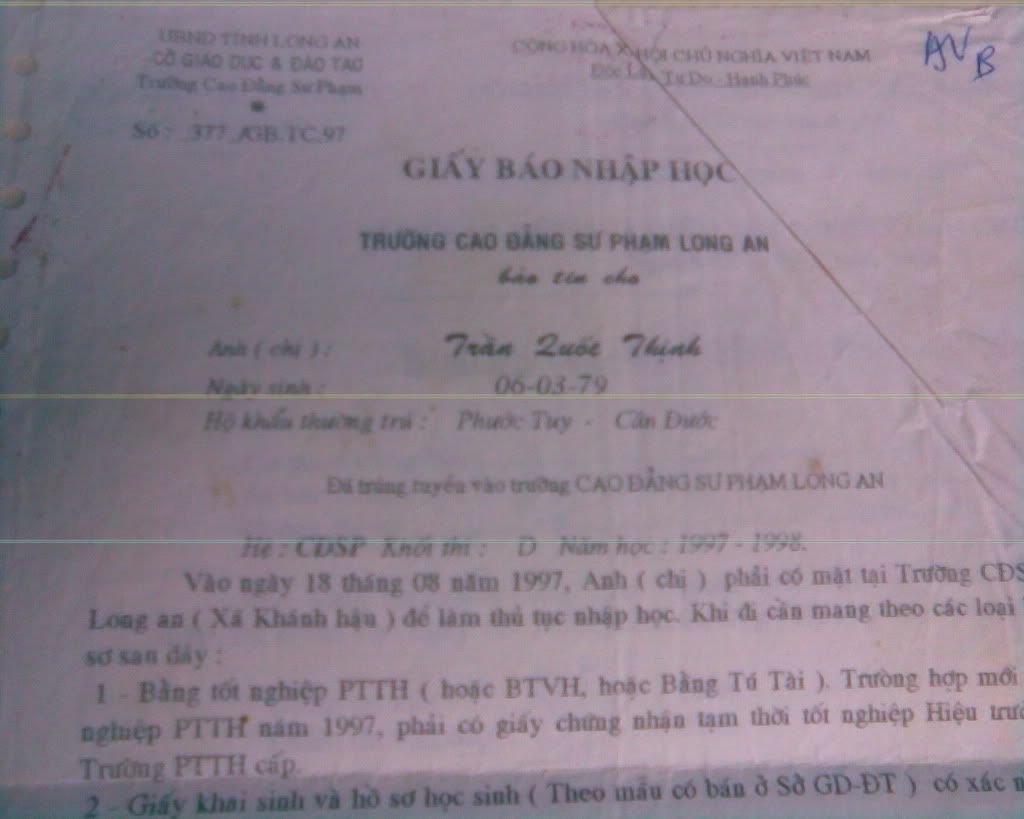 UBND TỈNH LONG AN
CỘNG HÒA XÃ HỘI CHỦ NGHĨA VIỆT NAM
SỞ GIÁO DỤC & ĐÀO TẠO
Độc Lập Tự Do - Hạnh Phúc
Trường Cao Đẳng Sư Phạm
Số : 377 /GB.TC.97
GIẤY BÁO NHẬP HỌC
TRƯỜNG CAO ĐẲNG SƯ PHẠM LONG AN
báo tin cho
Anh ( chị ) : Trần Quốc Thịnh
Ngày sinh : 06-03-79
Hộ khẩu thường trú : Phước Tuy - Cần Đước
Đã trúng tuyển vào trường CAO ĐẲNG SƯ PHẠM LONG AN
Hệ : CĐSP Khối thi : D Năm học : 1997 - 1998.
Vào ngày 18 tháng 08 năm 1997, Anh ( chị ) phải có mặt tại Trường CĐS
Long an ( Xã Khánh hậu ) để làm thủ tục nhập học. Khi đi cần mang theo các loại
sơ sau đây :
1 - Bằng tốt nghiệp PTTH ( hoặc BTVH, hoặc Bằng Tú Tài ). Trường hợp mới
nghiệp PTTH năm 1997, phải có giấy chứng nhận tạm thời tốt nghiệp Hiệu trưở
Trường PTTH cấp.
2 - Giấy khai sinh và hồ sơ học sinh ( Theo mẫu có bán ở Sở GD-ĐT ) có xác